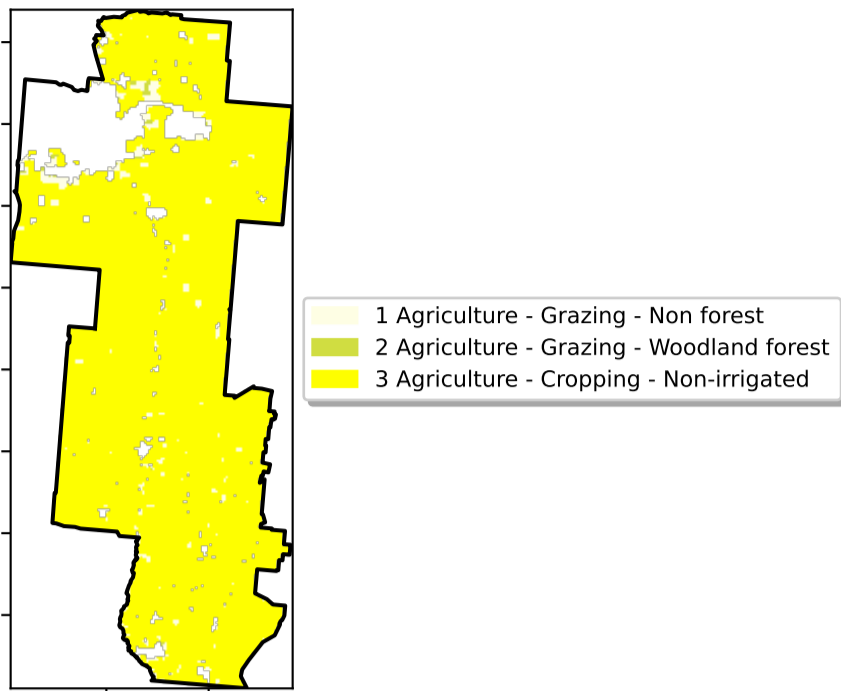 1 Agriculture - Grazing - Non forest
2 Agriculture - Grazing - Woodland forest
3 Agriculture - Cropping - Non-irrigated